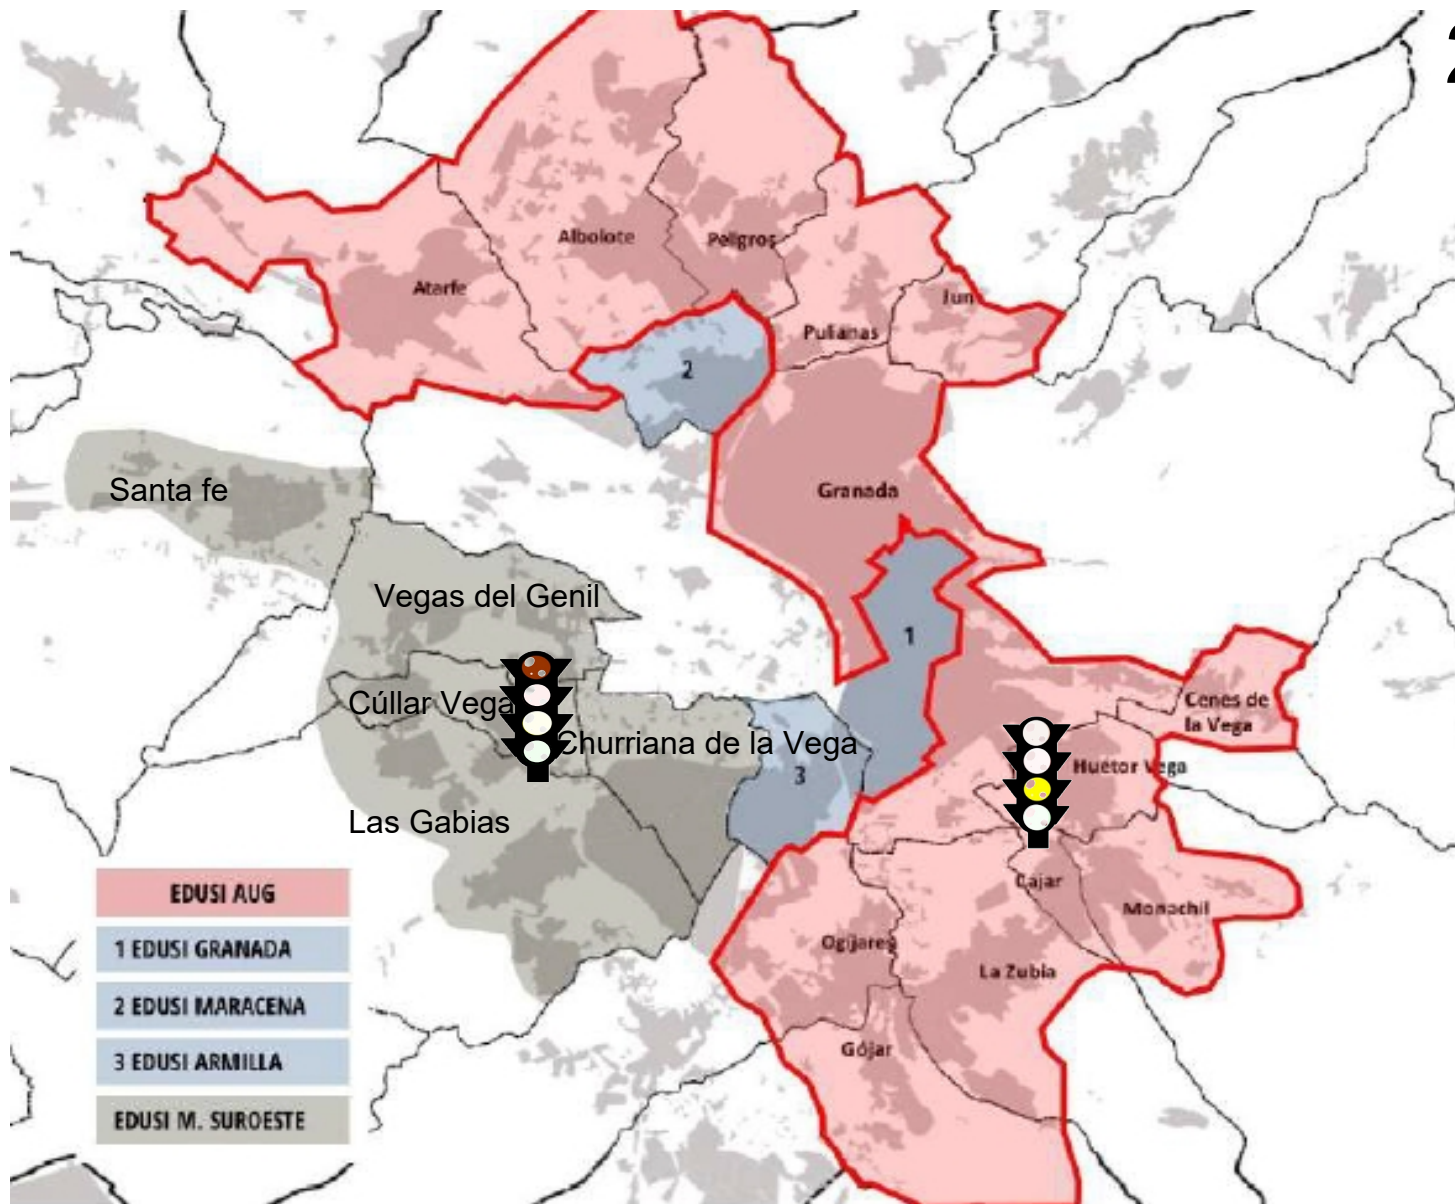 Albolote
Peligros
Atarfe
Jun
Pulianas
2
Santa fe
Granada
Vegas del Genil
1
Cúllar Vega
Cenes de
la Vega
Churriana de la Vega
Huetor Vega
3
Las Gabias
Cajar
EDUSI AUG
Monachil
Ogijares
1 EDUSI GRANADA
La Zubia
2 EDUSI MARACENA
Gójar
3 EDUSI ARMILLA
EDUSI M. SUROESTE